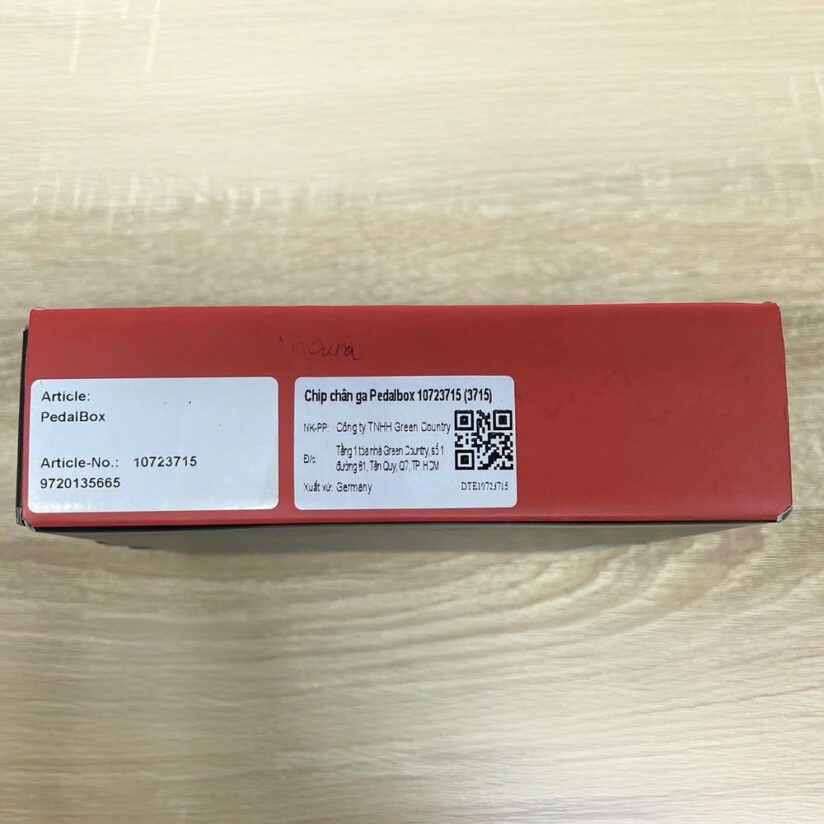 Article:
PedalBox
Article-No.: 10723715
9720135665
Chip chân ga Pedalbox 10723715 (3715)
NK-PP: Công ty TNHH Green Country
Đ/c: Tầng 1 tòa nhà Green Country, số 1
đường 81, Tân Quy, Q7, TP.HCM
Xuất xứ: Germany
DTE10723715